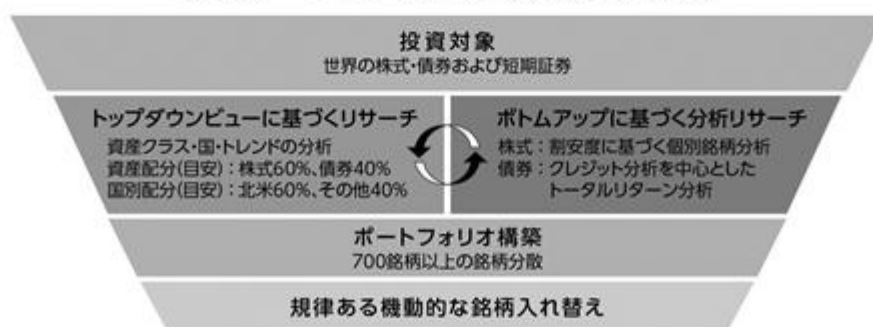 投資対象
世界の株式・債券および短期証券
トップダウンビューに基づくリサーチ
資産クラス・国・トレンドの分析
資産配分(目安)：株式60%、債券40%
国別配分(目安)：北米60%、その他40%
ボトムアップに基づく分析リサーチ
株式：割安度に基づく個別銘柄分析
債券：クレジット分析を中心とした
トータルリターン分析
ポートフォリオ構築
700銘柄以上の銘柄分散
規律ある機動的な銘柄入れ替え